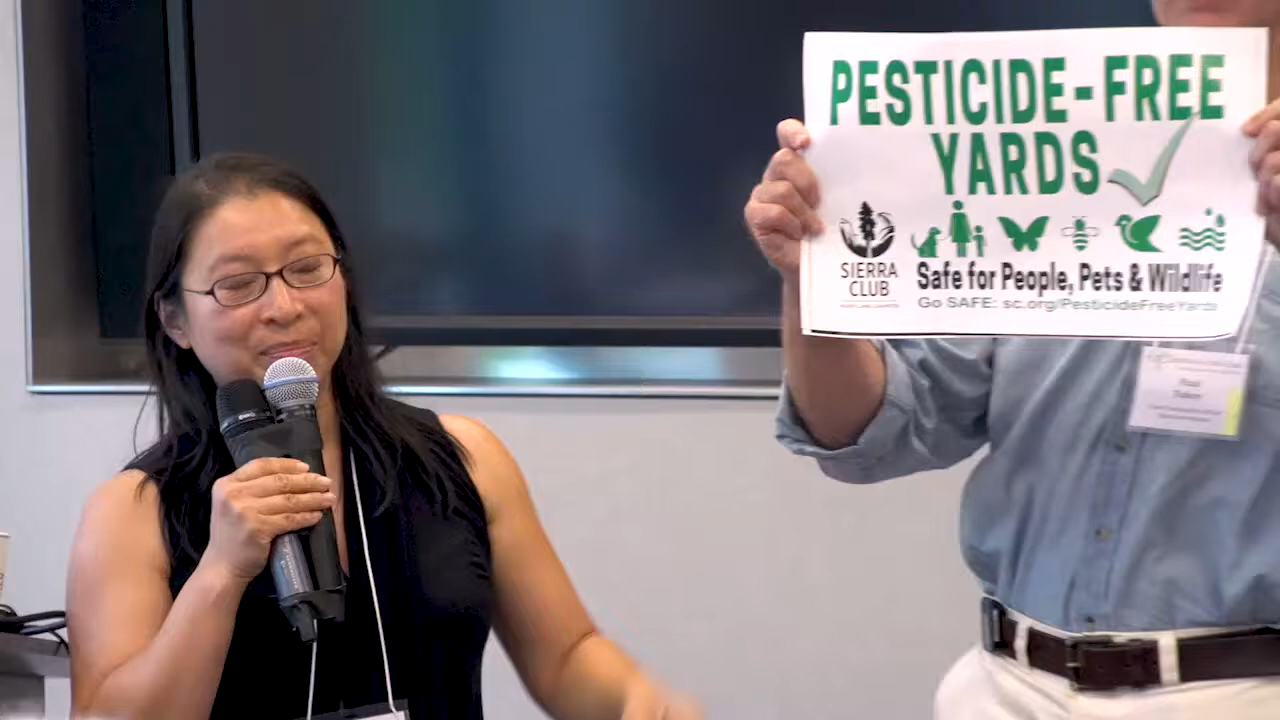 PESTICIDE-FREE
YARDS
SIERRA
CLUB
Safe for People, Pets & Wildlife
Go SAFE: sc.org/PesticideFreeYards